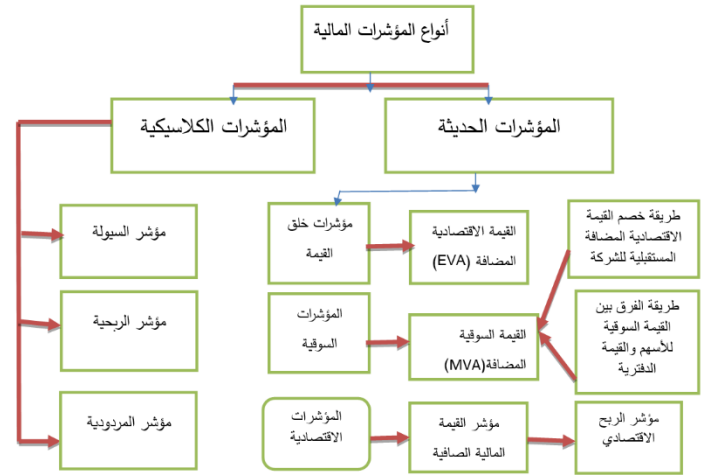 أنواع المؤشرات المالية
المؤشرات الحديثة
المؤشرات الكلاسيكية
مؤشر السيولة
مؤشر الربحية
مؤشر المردودية
مؤشرات خلق
القيمة
القيمة الاقتصادية
المضافة (EVA)
طريقة خصم القيمة
الاقتصادية المضافة
المستقبلية للشركة
المؤشرات
السوقية
القيمة السوقية
المضافة(MVA)
طريقة الفرق بين
القيمة السوقية
للأسهم والقيمة
الدفترية
المؤشرات
الاقتصادية
مؤشر القيمة
المالية الصافية
مؤشر الربح
الاقتصادي